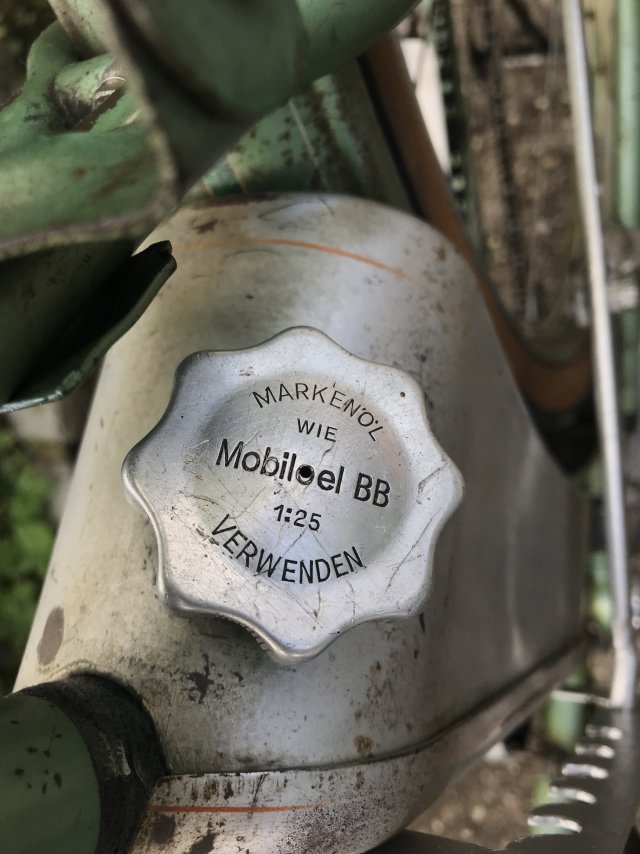 MARKENÖL
WIE
Mobiloel BB
1:25
VERWENDEN